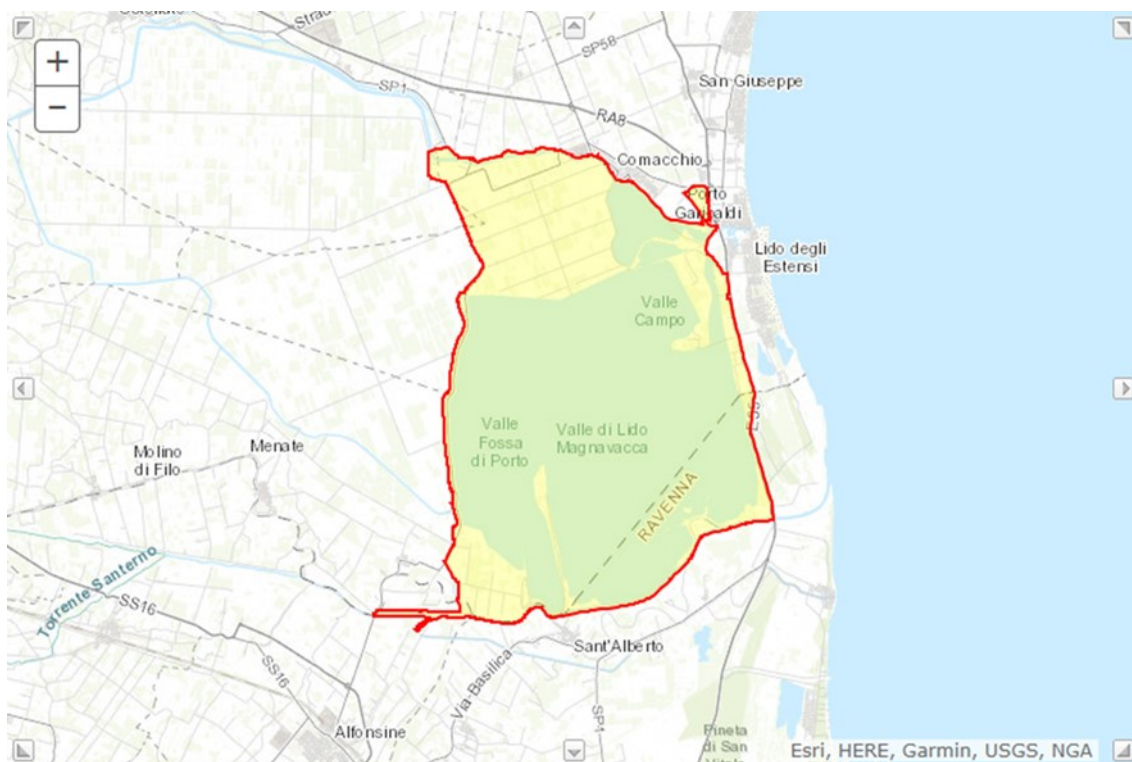 Strad
SP58
SP1
San Giuseppe
+
−
RA8
Comacchio
Porto
Garibaldi
Lido degli
Estensi
Valle
Campo
E55
Valle
Fossa
di Porto
Valle di Lido
Magnavacca
Menate
Molino
di Filo
RAVENNA
Torrente Santerno
SS16
Sant'Alberto
Via-Basilica
SS16
SP1
Alfonsine
Pineta
di San
Esri, HERE, Garmin, USGS, NGA